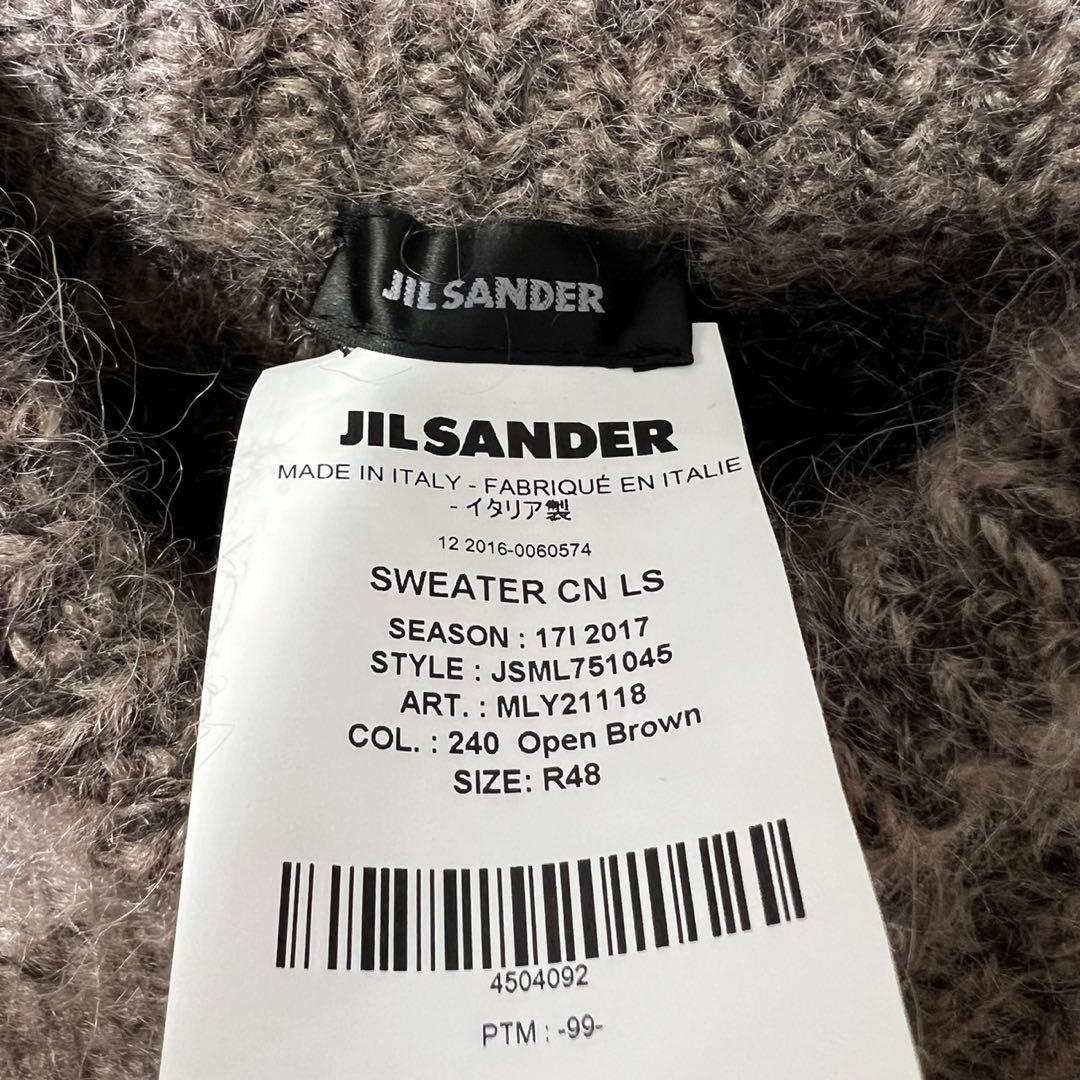 JIL SANDER
JIL SANDER
MADE IN ITALY - FABRIQUÉ EN ITALIE
- イタリア製
12 2016-0060574
SWEATER CN LS
SEASON : 17I 2017
STYLE : JSML751045
ART. : MLY21118
COL. : 240 Open Brown
SIZE: R48
4504092
PTM : -99-